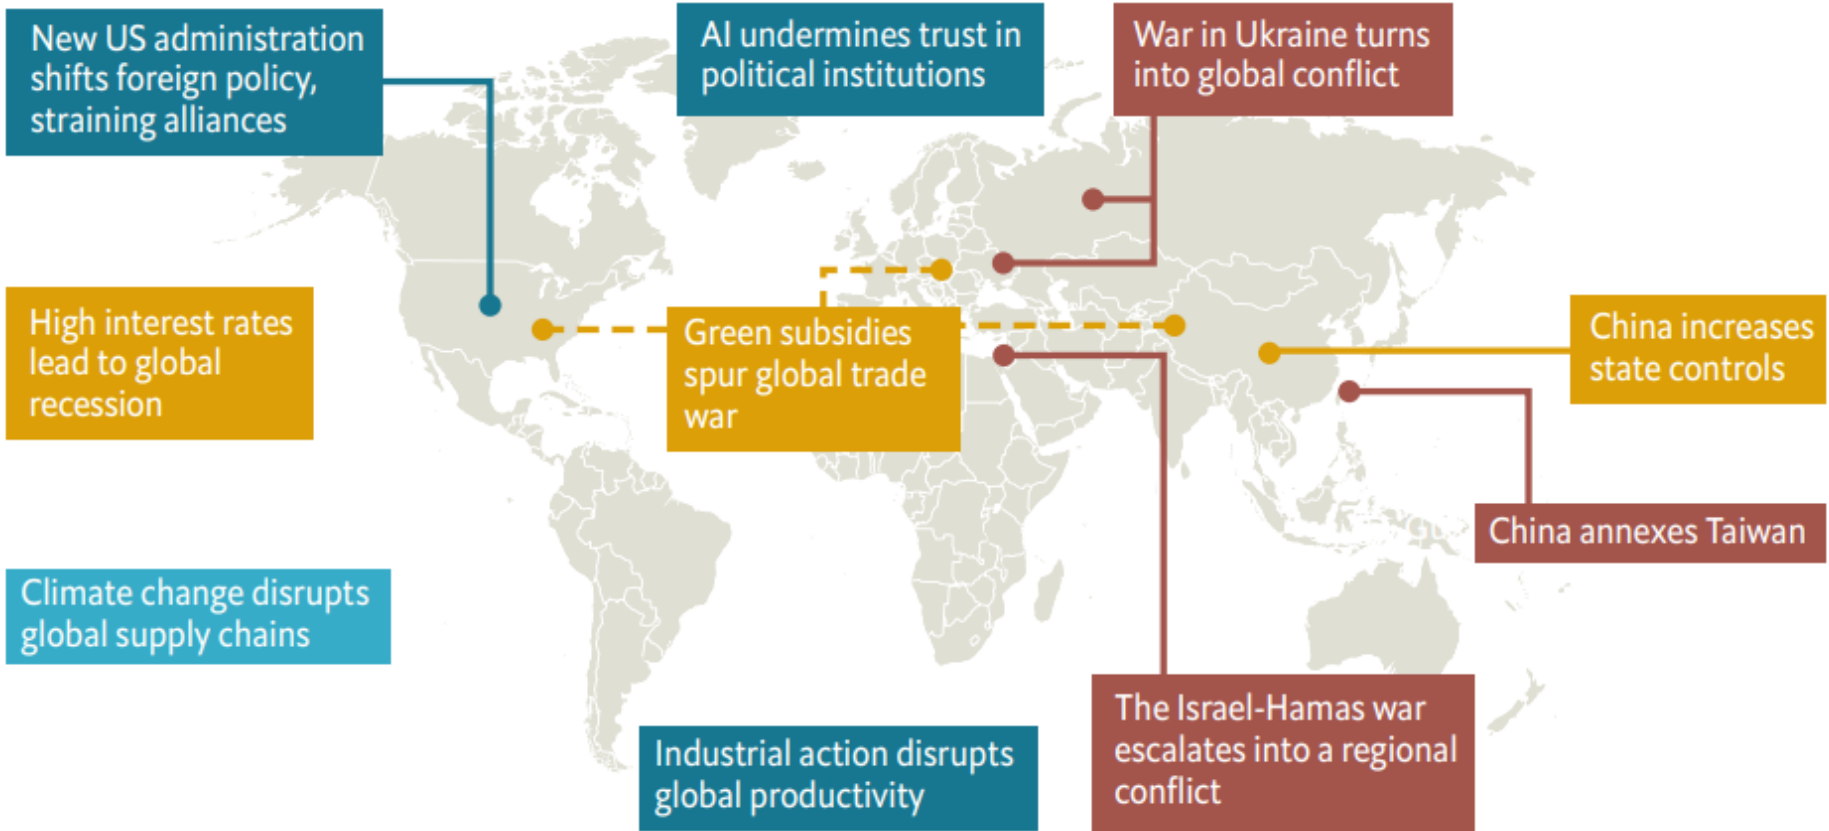 New US administration
shifts foreign policy,
straining alliances
AI undermines trust in
political institutions
War in Ukraine turns
into global conflict
High interest rates
lead to global
recession
Green subsidies
spur global trade
war
China increases
state controls
China annexes Taiwan
Climate change disrupts
global supply chains
Industrial action disrupts
global productivity
The Israel-Hamas war
escalates into a regional
conflict